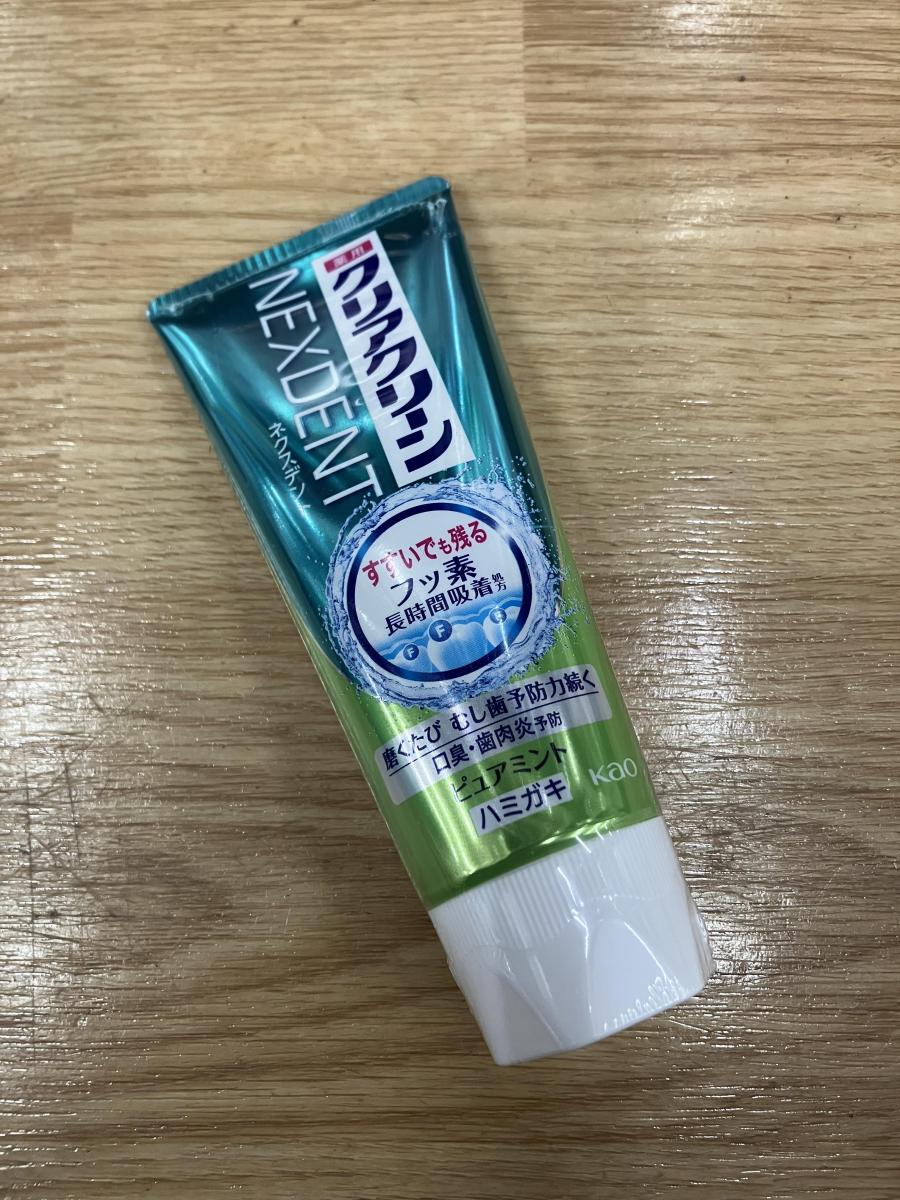 薬用
クリアクリーン
NEXDENT
ネクスデント
すすいでも残る
フッ素
長時間吸着処方
F
F
F
磨くたび むし歯予防力続く
口臭・歯肉炎予防
ピュアミント
ハミガキ
Kao